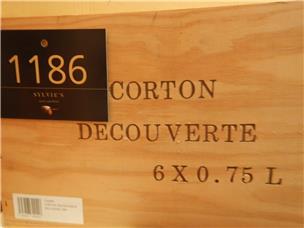 1186
SYLVIE'S
CORTON
DECOUVERTE
6 X 0.75 L